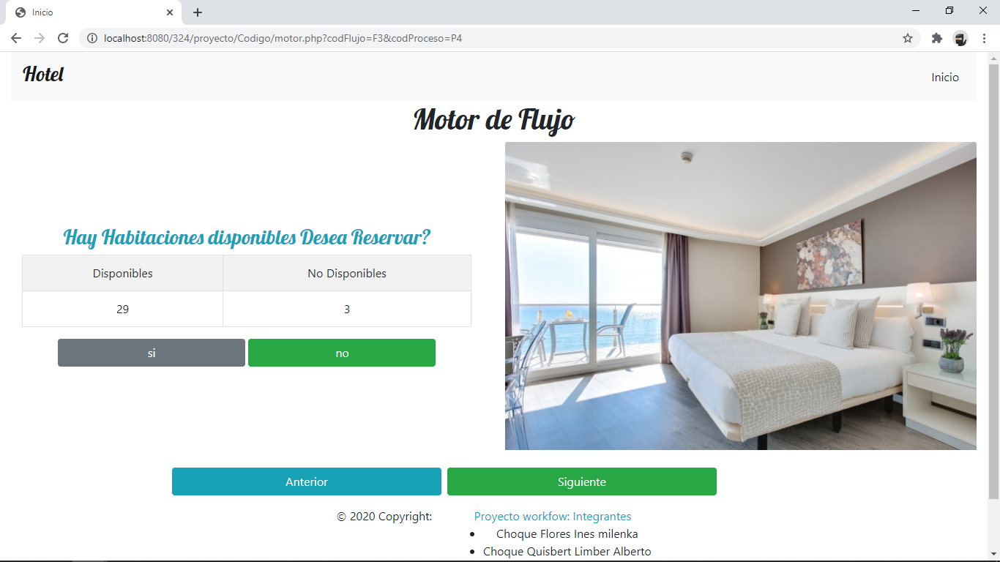 Inicio
localhost:8080/324/proyecto/Codigo/motor.php?codFlujo=F3&codProceso=P4
Hotel
Inicio
Motor de Flujo
Hay Habitaciones disponibles Desea Reservar?
Disponibles No Disponibles
29 3
si no
Anterior Siguiente
© 2020 Copyright: Proyecto workfow: Integrantes
Choque Flores Ines milenka
Choque Quisbert Limber Alberto